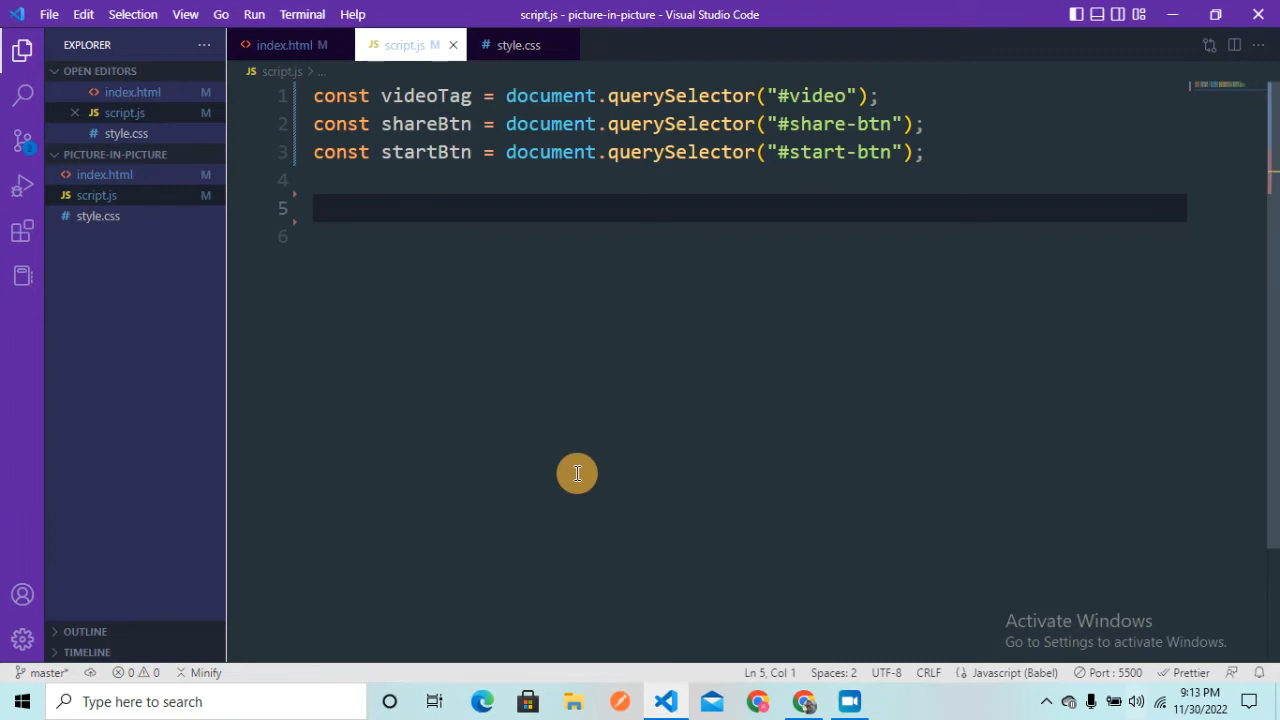 File Edit Selection View Go Run Terminal Help
script.js - picture-in-picture - Visual Studio Code
EXPLORER
OPEN EDITORS
index.html M
script.js M
style.css
PICTURE-IN-PICTURE
index.html M
script.js M
style.css
OUTLINE
TIMELINE
2
index.html M
JS script.js M
# style.css
JS script.js > ...
1 const videoTag = document.querySelector("#video");
2 const shareBtn = document.querySelector("#share-btn");
3 const startBtn = document.querySelector("#start-btn");
4
5
6
Activate Windows
Go to Settings to activate Windows.
master* 0 0 Minify
Ln 5, Col 1 Spaces: 2 UTF-8 CRLF Javascript (Babel) Port : 5500 Prettier
Type here to search
9:13 PM
11/30/2022